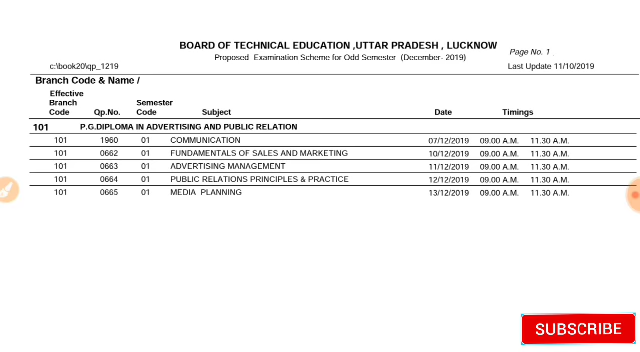 BOARD OF TECHNICAL EDUCATION ,UTTAR PRADESH , LUCKNOW
Page No. 1
Proposed Examination Scheme for Odd Semester (December- 2019)
c:\book20\qp_1219
Last Update 11/10/2019
Branch Code & Name /
Effective Branch Code Qp.No. Semester Code Subject Date Timings
101 P.G.DIPLOMA IN ADVERTISING AND PUBLIC RELATION
101 1960 01 COMMUNICATION 07/12/2019 09.00 A.M. 11.30 A.M.
101 0662 01 FUNDAMENTALS OF SALES AND MARKETING 10/12/2019 09.00 A.M. 11.30 A.M.
101 0663 01 ADVERTISING MANAGEMENT 11/12/2019 09.00 A.M. 11.30 A.M.
101 0664 01 PUBLIC RELATIONS PRINCIPLES & PRACTICE 12/12/2019 09.00 A.M. 11.30 A.M.
101 0665 01 MEDIA PLANNING 13/12/2019 09.00 A.M. 11.30 A.M.
SUBSCRIBE